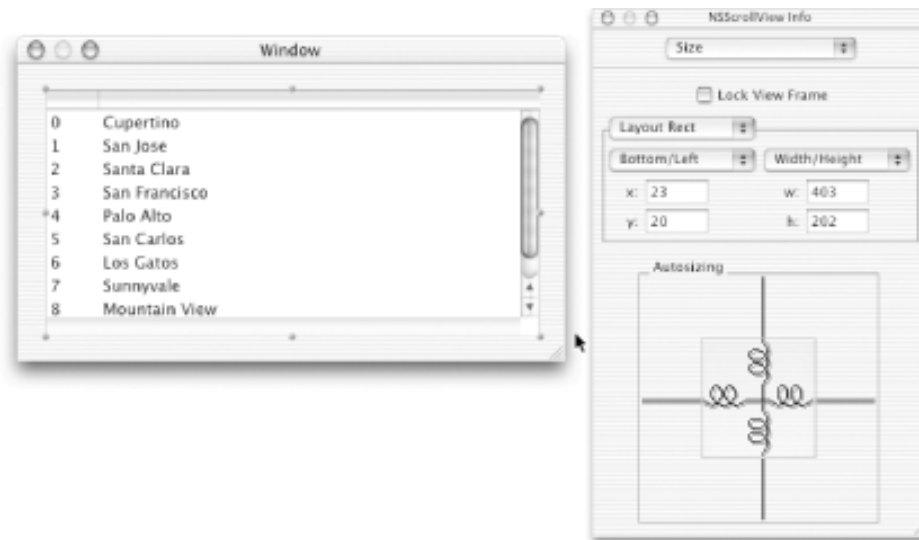 Window
0 Cupertino
1 San Jose
2 Santa Clara
3 San Francisco
4 Palo Alto
5 San Carlos
6 Los Gatos
7 Sunnyvale
8 Mountain View
NSScrollView Info
Size
Lock View Frame
Layout Rect
Bottom/Left Width/Height
x: 23 w: 403
y: 20 h: 202
Autosizing